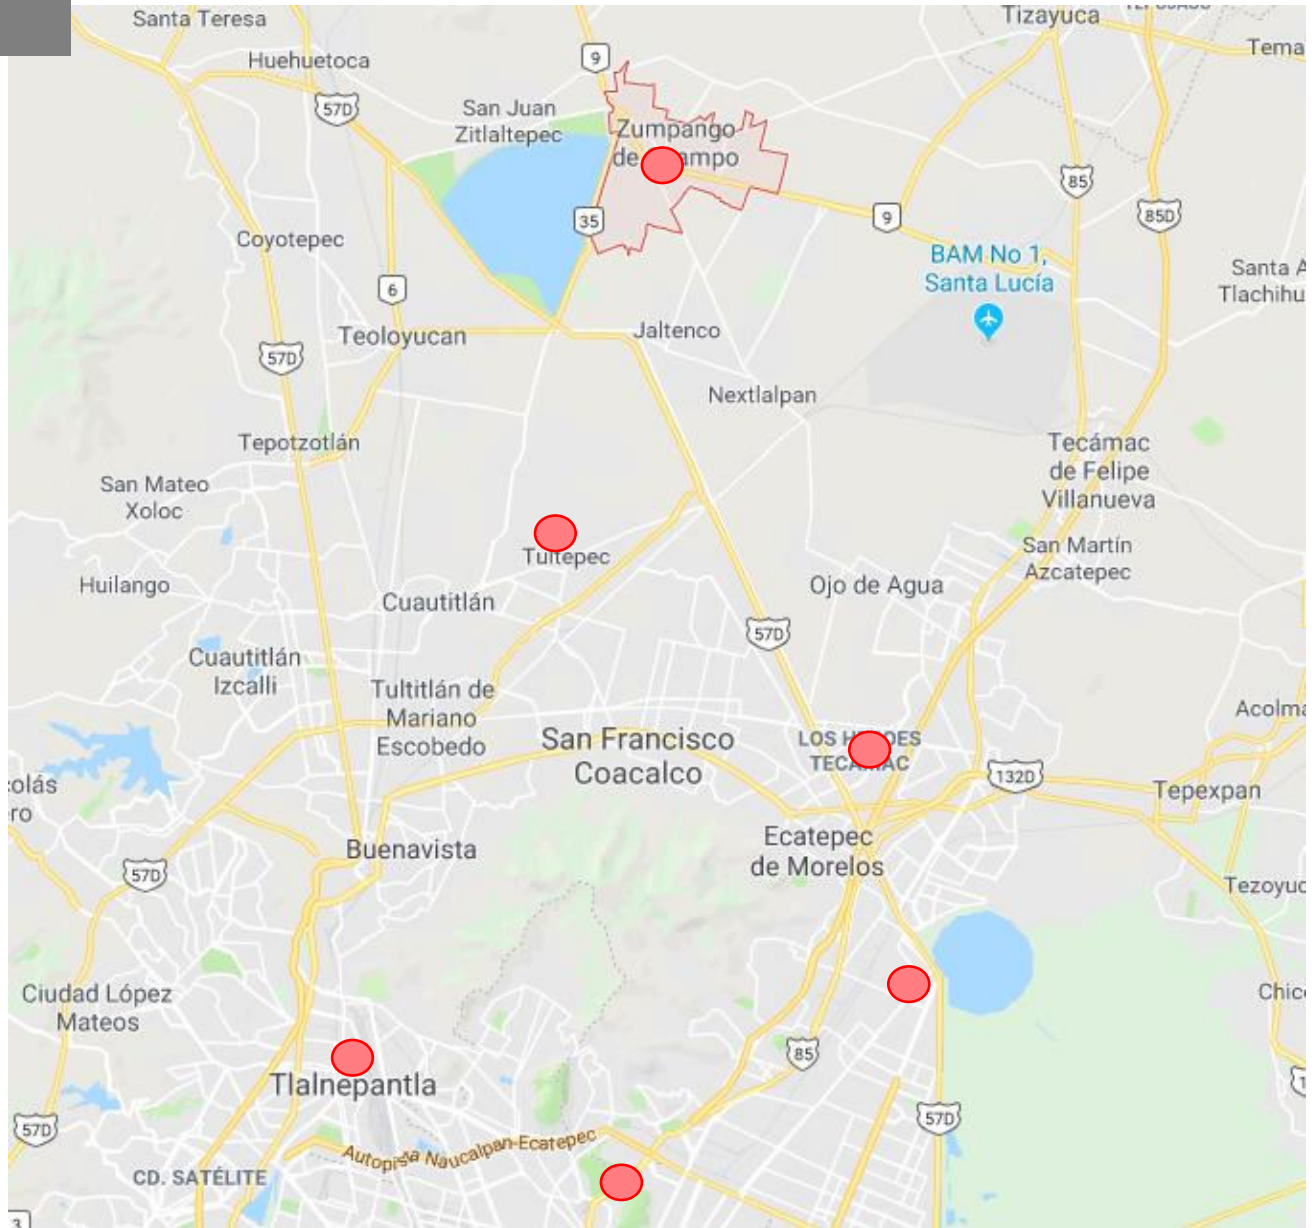 Santa Teresa
Tizayuca
Huehuetoca
9
Tema
57D
San Juan
Zitlaltepec
Zumpango
de ampo
85
35
9
85D
Coyotepec
BAM No 1,
Santa Lucía
Santa A
Tlachihu
6
Teoloyucan
Jaltenco
57D
Nextlalpan
Tepotzotlán
Tecámac
de Felipe
Villanueva
San Mateo
Xoloc
Tultepec
San Martín
Azcatepec
Huilango
Ojo de Agua
Cuautitlán
57D
Cuautitlán
Izcalli
Tultitlán de
Mariano
Escobedo
Acolma
San Francisco
Coacalco
LOS H OES
TECAMAC
132D
colás
ro
Tepexpan
Ecatepec
de Morelos
Buenavista
57D
Tezoyuc
Ciudad López
Mateos
Chic
85
Tlalnepantla
57D
57D
Autopista Naucalpan-Ecatepec
CD. SATÉLITE
3